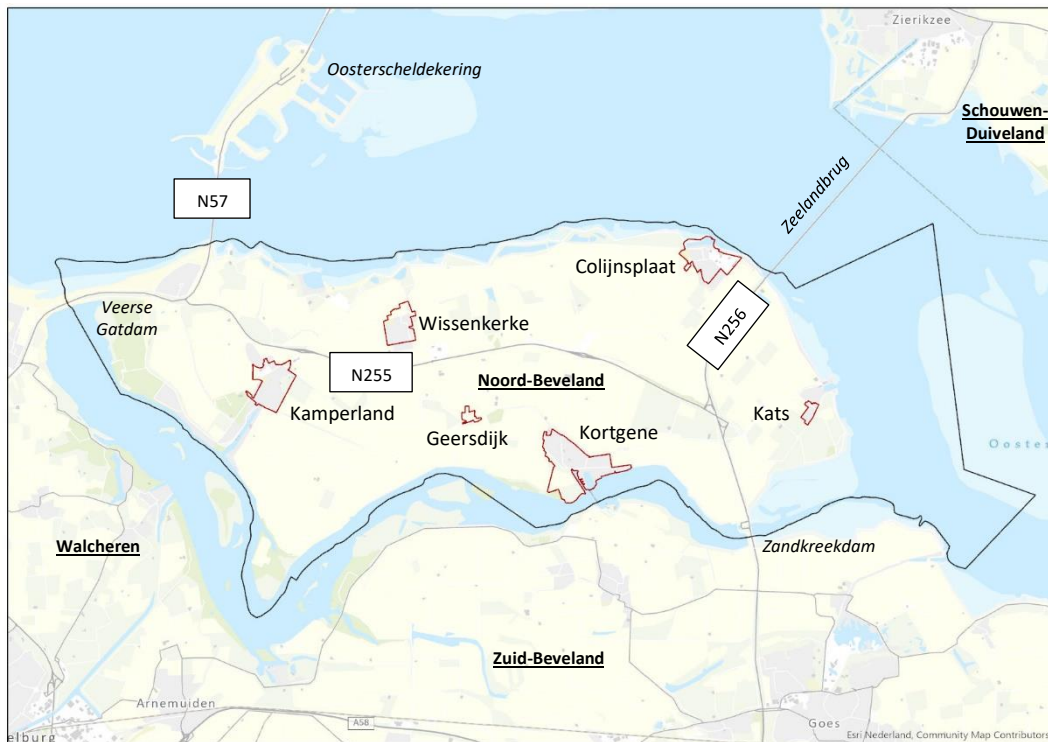 Zierikzee
Oosterscheldekering
Schouwen-
Duiveland
N57
Zeelandbrug
Colijnsplaat
Veerse
Gatdam
Wissenkerke
N256
N255
Noord-Beveland
Kamperland
Kats
Geersdijk
Kortgene
Ooster
Walcheren
Zandkreekdam
Zuid-Beveland
Arnemuiden
A58
Goes
elburg
Esri Nederland, Community Map Contributors